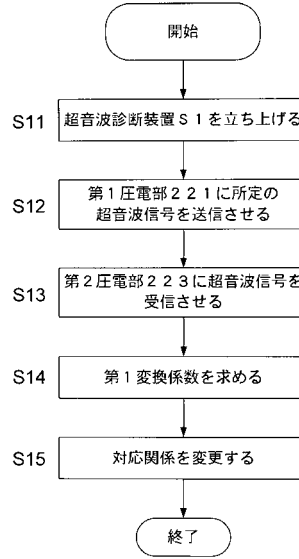 開始
S11
超音波診断装置S1を立ち上げる
S12
第1圧電部221に所定の
超音波信号を送信させる
S13
第2圧電部223に超音波信号を
受信させる
S14
第1変換係数を求める
S15
対応関係を変更する
終了